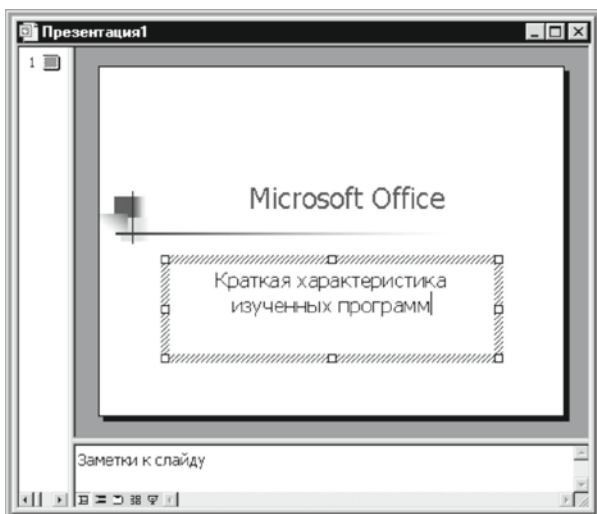 Презентация1
1
Microsoft Office
Краткая характеристика
изученных программ
Заметки к слайду